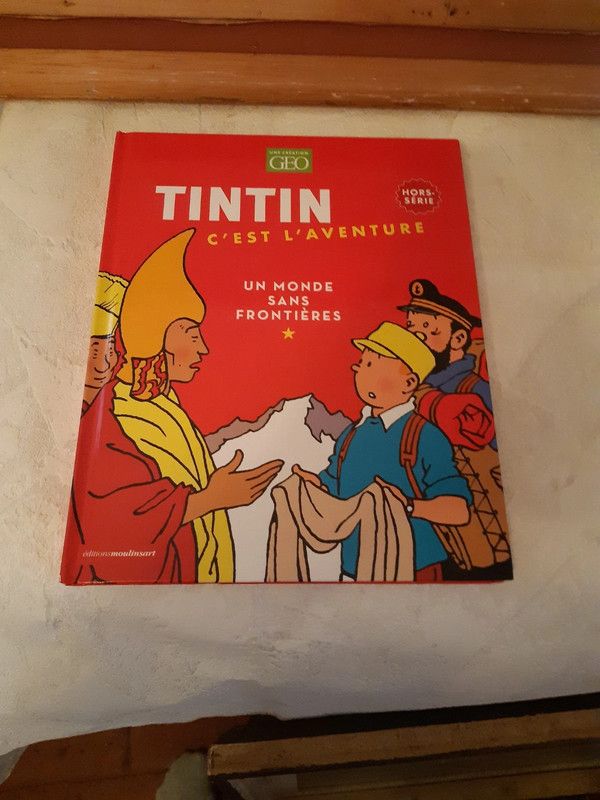 UNE CRÉATION
GEO
TINTIN
C'EST L'AVENTURE
HORS-
SÉRIE
UN MONDE
SANS
FRONTIÈRES
éditionsmoulinsart